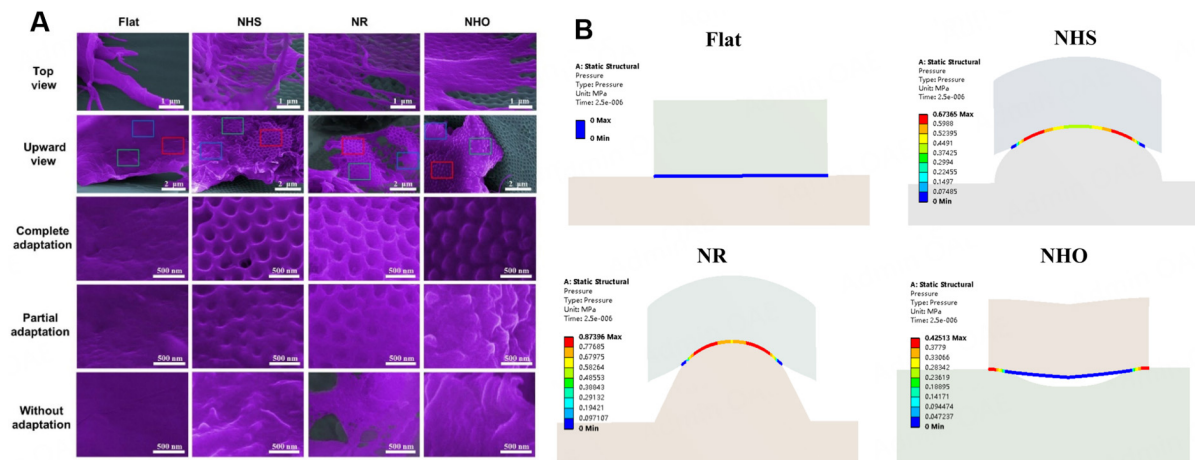 A
Flat NHS NR NHO
Top
view
1 µm 1 µm 1 µm 1 µm
Upward
view
2 µm 2 µm 2 µm 2 µm
Complete
adaptation
500 nm 500 nm 500 nm 500 nm
Partial
adaptation
500 nm 500 nm 500 nm 500 nm
Without
adaptation
500 nm 500 nm 500 nm 500 nm
B
Flat
A: Static Structural
Pressure
Type: Pressure
Unit: MPa
Time: 2.5e-006
0 Max
0 Min
NHS
A: Static Structural
Pressure
Type: Pressure
Unit: MPa
Time: 2.5e-006
0.67365 Max
0.5988
0.52395
0.4491
0.37425
0.2994
0.22455
0.1497
0.07485
0 Min
NR
A: Static Structural
Pressure
Type: Pressure
Unit: MPa
Time: 2.5e-006
0.87396 Max
0.77685
0.67975
0.58264
0.48553
0.38843
0.29132
0.19421
0.097107
0 Min
NHO
A: Static Structural
Pressure
Type: Pressure
Unit: MPa
Time: 2.5e-006
0.42513 Max
0.3779
0.33066
0.28342
0.23619
0.18895
0.14171
0.094474
0.047237
0 Min